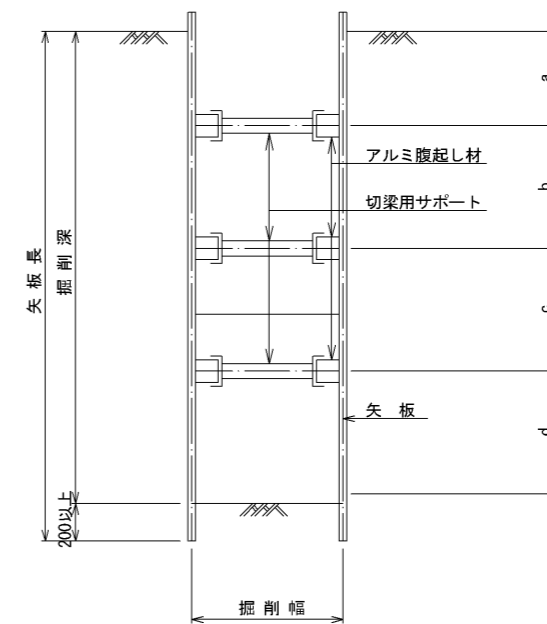 a
アルミ腹起し材
b
切梁用サポート
矢板長
掘削深
c
矢 板
d
200以上
掘削幅